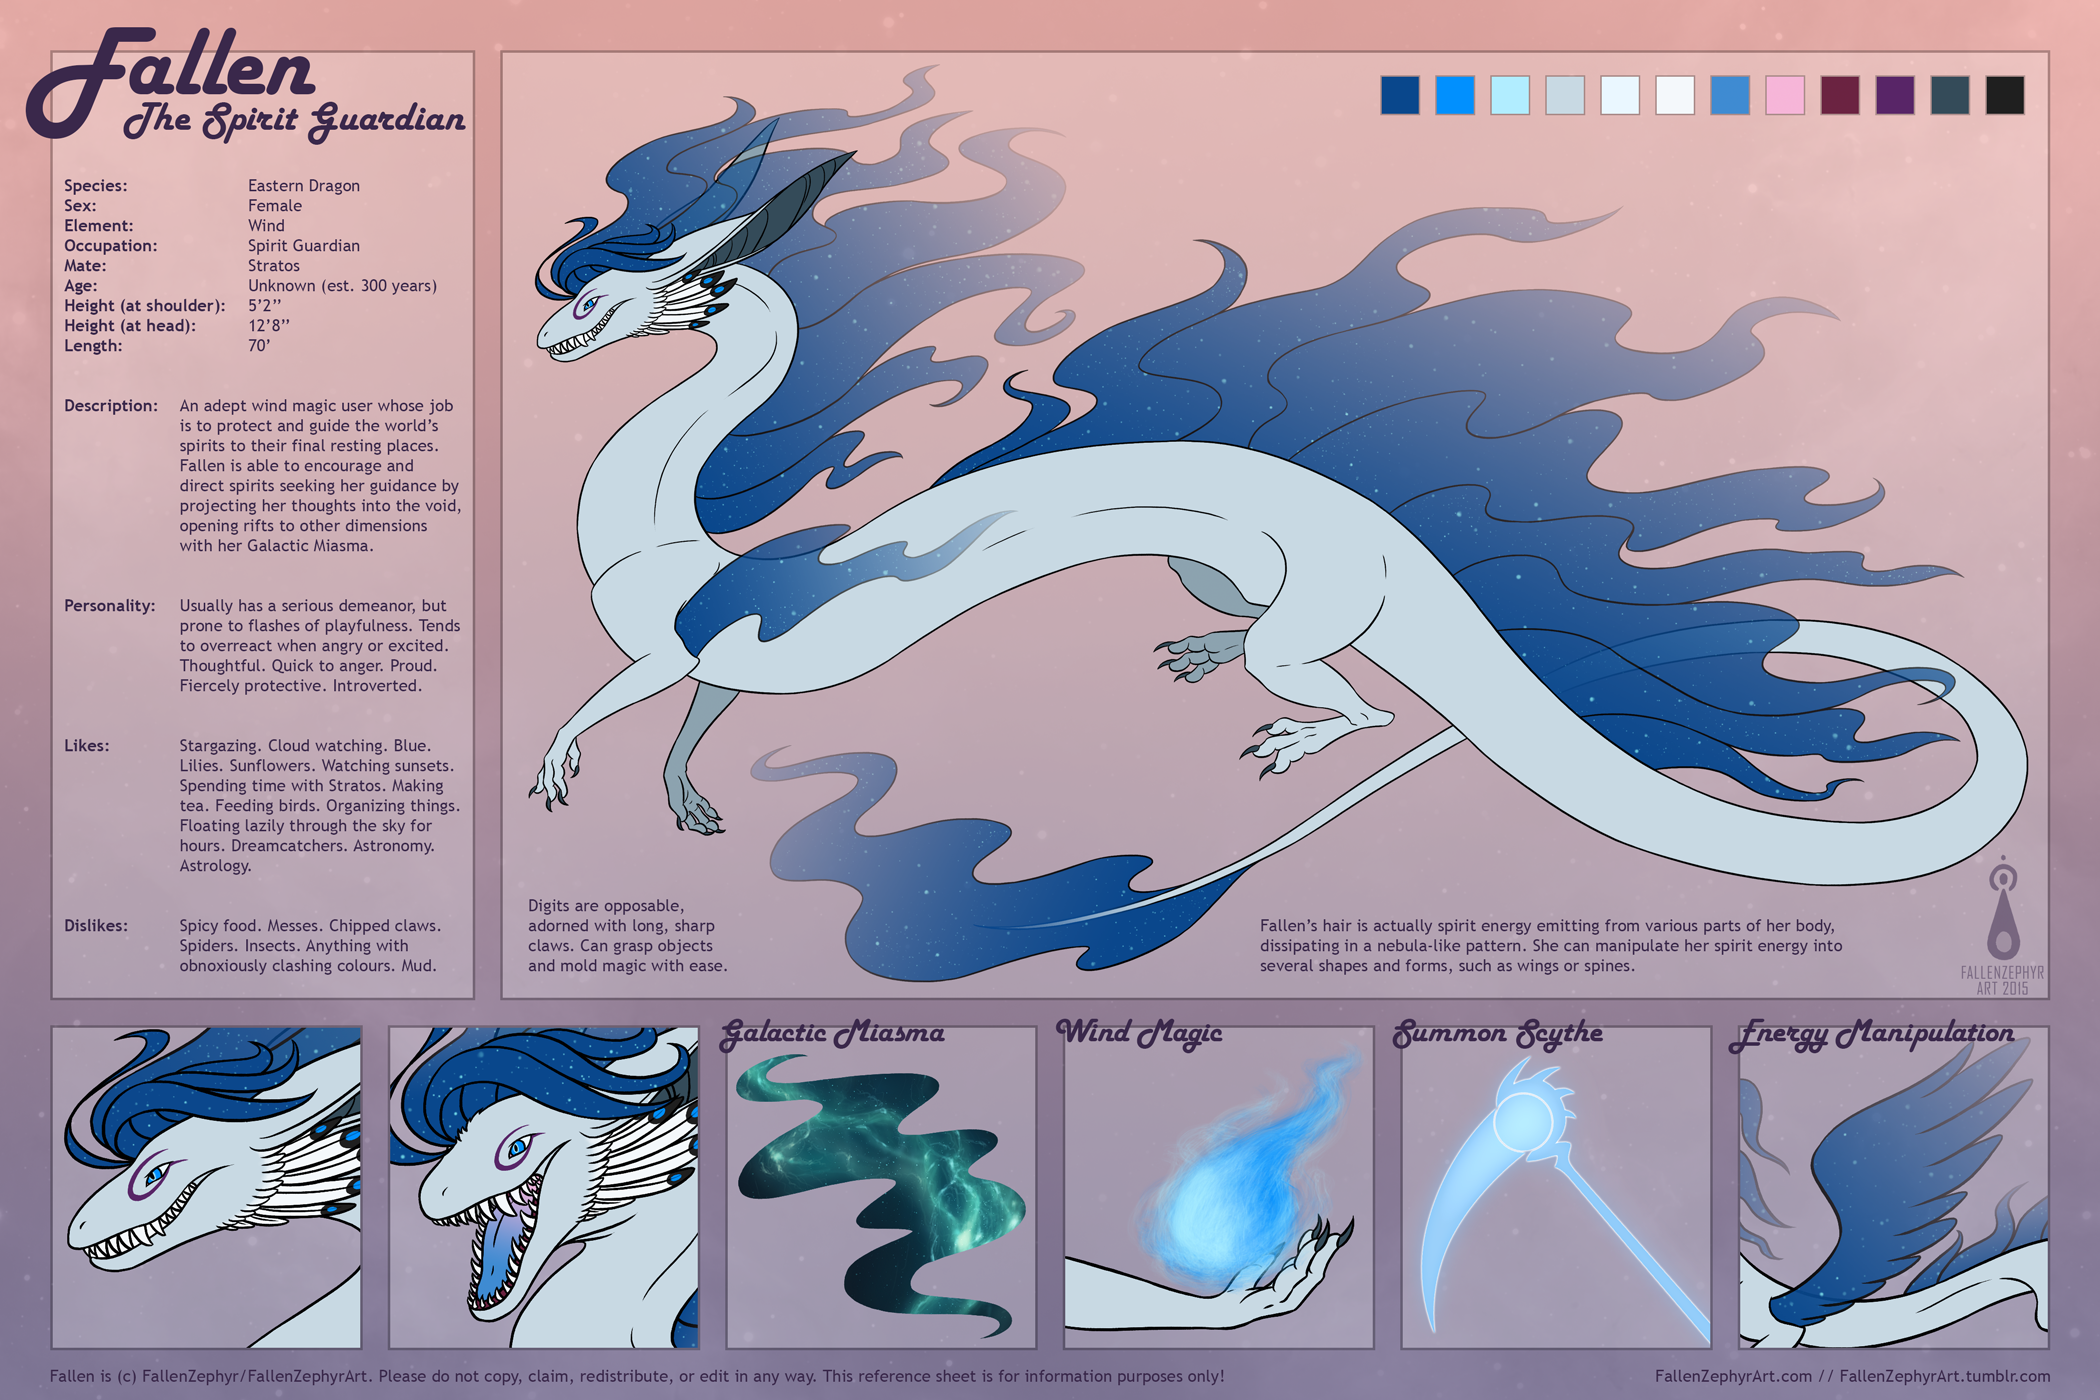 Fallen
The Spirit Guardian
Species: Eastern Dragon
Sex: Female
Element: Wind
Occupation: Spirit Guardian
Mate: Stratos
Age: Unknown (est. 300 years)
Height (at shoulder): 5'2''
Height (at head): 12'8''
Length: 70'
Description: An adept wind magic user whose job
is to protect and guide the world's
spirits to their final resting places.
Fallen is able to encourage and
direct spirits seeking her guidance by
projecting her thoughts into the void,
opening rifts to other dimensions
with her Galactic Miasma.
Personality: Usually has a serious demeanor, but
prone to flashes of playfulness. Tends
to overreact when angry or excited.
Thoughtful. Quick to anger. Proud.
Fiercely protective. Introverted.
Likes: Stargazing. Cloud watching. Blue.
Lilies. Sunflowers. Watching sunsets.
Spending time with Stratos. Making
tea. Feeding birds. Organizing things.
Floating lazily through the sky for
hours. Dreamcatchers. Astronomy.
Astrology.
Dislikes: Spicy food. Messes. Chipped claws.
Spiders. Insects. Anything with
obnoxiously clashing colours. Mud.
Digits are opposable,
adorned with long, sharp
claws. Can grasp objects
and mold magic with ease.
Fallen's hair is actually spirit energy emitting from various parts of her body,
dissipating in a nebula-like pattern. She can manipulate her spirit energy into
several shapes and forms, such as wings or spines.
FALLENZEPHYR
ART 2015
Galactic Miasma
Wind Magic
Summon Scythe
Energy Manipulation
Fallen is (c) FallenZephyr/FallenZephyrArt. Please do not copy, claim, redistribute, or edit in any way. This reference sheet is for information purposes only!
FallenZephyrArt.com // FallenZephyrArt.tumblr.com